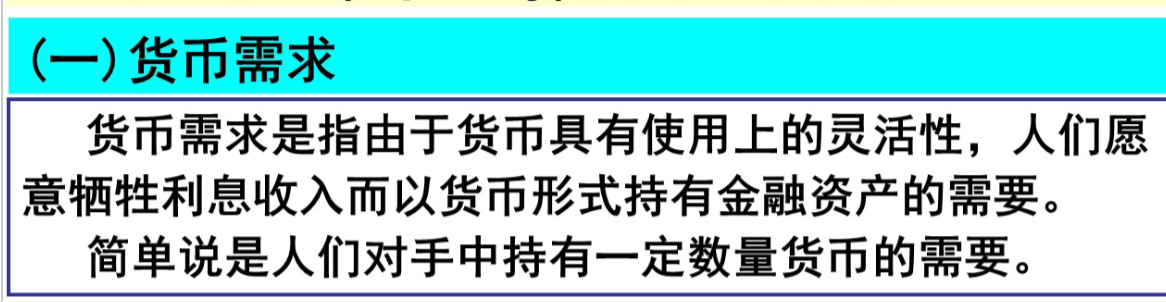 (一)货币需求
货币需求是指由于货币具有使用上的灵活性，人们愿
意牺牲利息收入而以货币形式持有金融资产的需要。
简单说是人们对手中持有一定数量货币的需要。